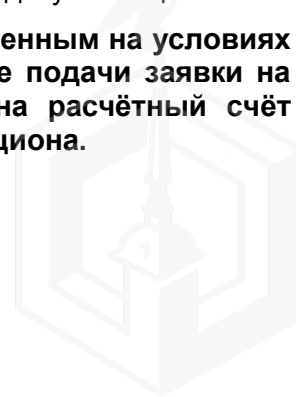 енным на условиях
е подачи заявки на
на расчётный счёт
циона.